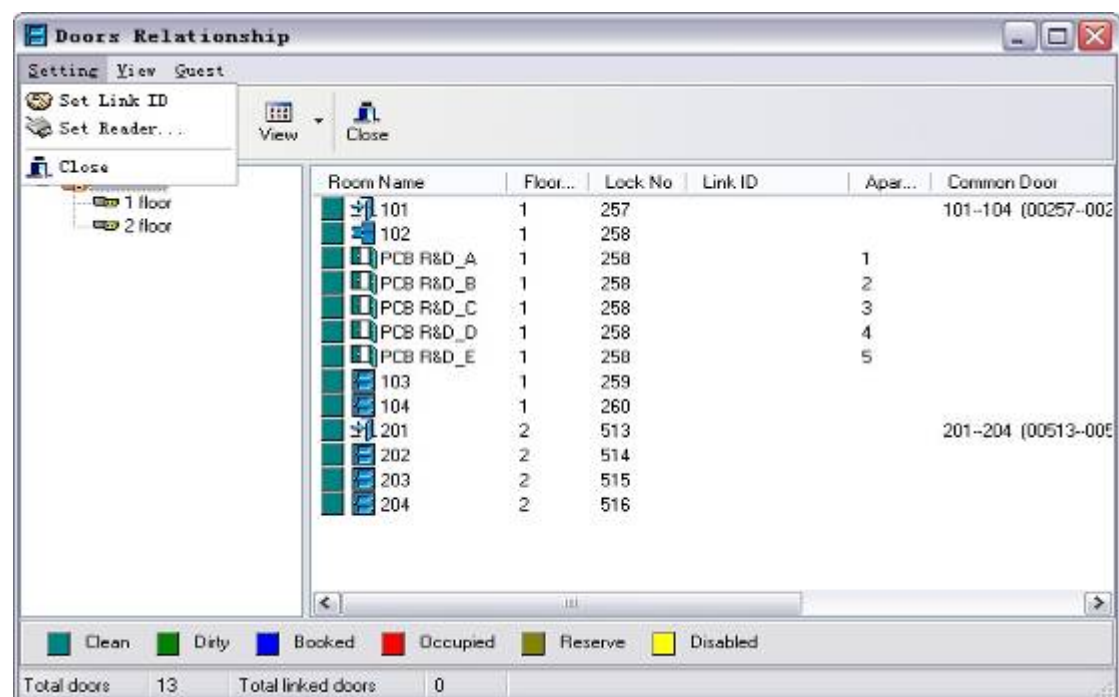 Doors Relationship
Setting View Guest
Set Link ID
Set Reader...
Close
View Close
1 floor
2 floor
Room Name Floor... Lock No Link ID Apar... Common Door
101 1 257 101--104 (00257--002
102 1 258
PCB R&D_A 1 258 1
PCB R&D_B 1 258 2
PCB R&D_C 1 258 3
PCB R&D_D 1 258 4
PCB R&D_E 1 258 5
103 1 259
104 1 260
201 2 513 201--204 (00513--005
202 2 514
203 2 515
204 2 516
Clean Dirty Booked Occupied Reserve Disabled
Total doors 13 Total linked doors 0